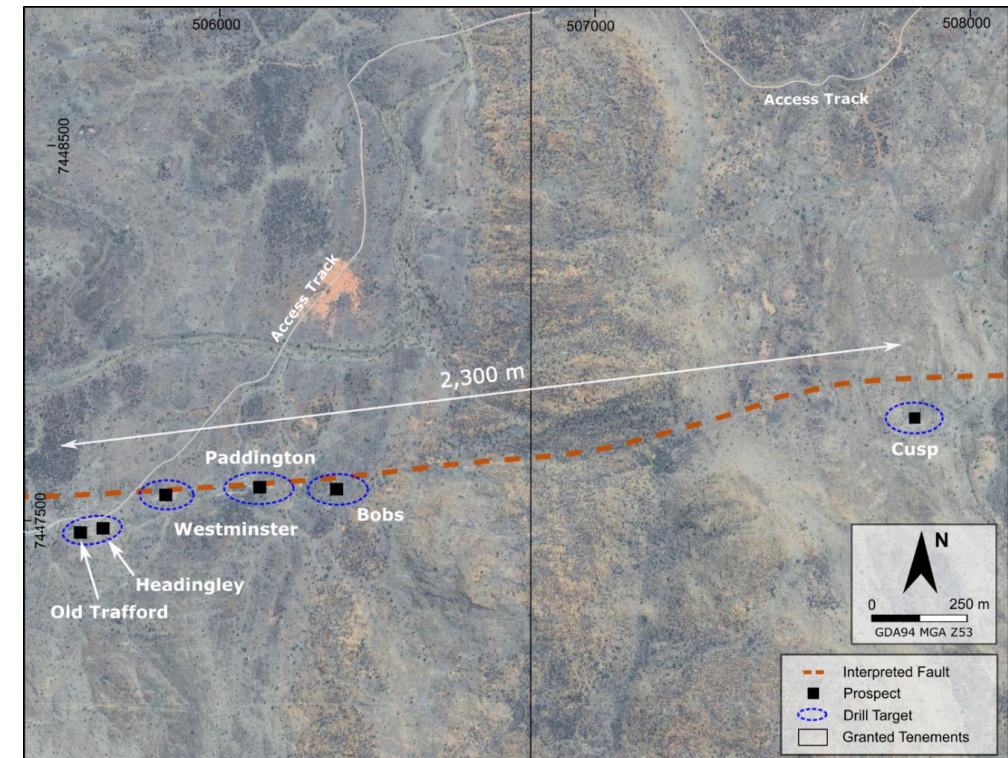 506000
507000
508000
Access Track
7448500
Access Track
2,300 m
Paddington
Cusp
Bobs
Westminster
7447500
Headingley
Old Trafford
N
0 250 m
GDA94 MGA Z53
Interpreted Fault
Prospect
Drill Target
Granted Tenements